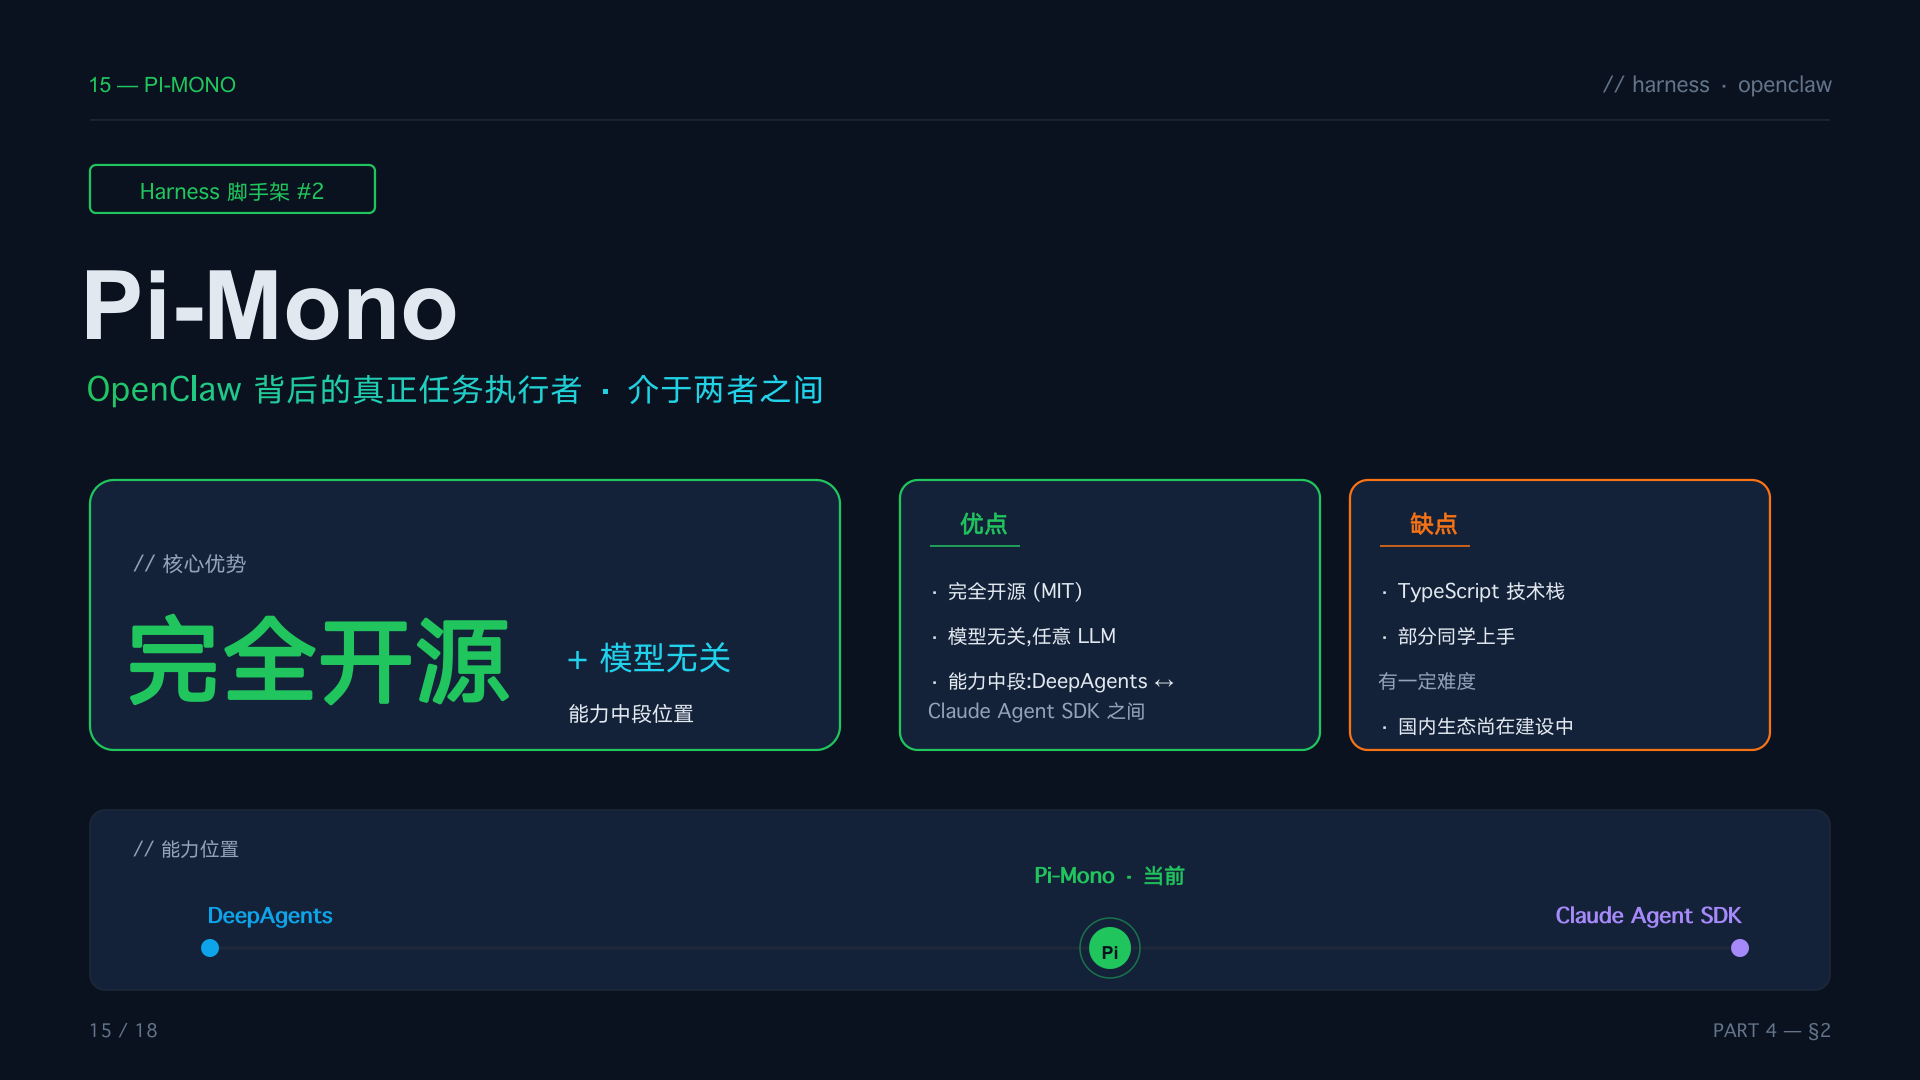 15 — PI-MONO
// harness · openclaw
Harness 脚手架 #2
Pi-Mono
OpenClaw 背后的真正任务执行者 · 介于两者之间
// 核心优势
完全开源
+ 模型无关
能力中段位置
优点
· 完全开源 (MIT)
· 模型无关,任意 LLM
· 能力中段:DeepAgents ↔
Claude Agent SDK 之间
缺点
· TypeScript 技术栈
· 部分同学上手
有一定难度
· 国内生态尚在建设中
// 能力位置
Pi-Mono · 当前
DeepAgents
Claude Agent SDK
Pi
15 / 18
PART 4 — §2